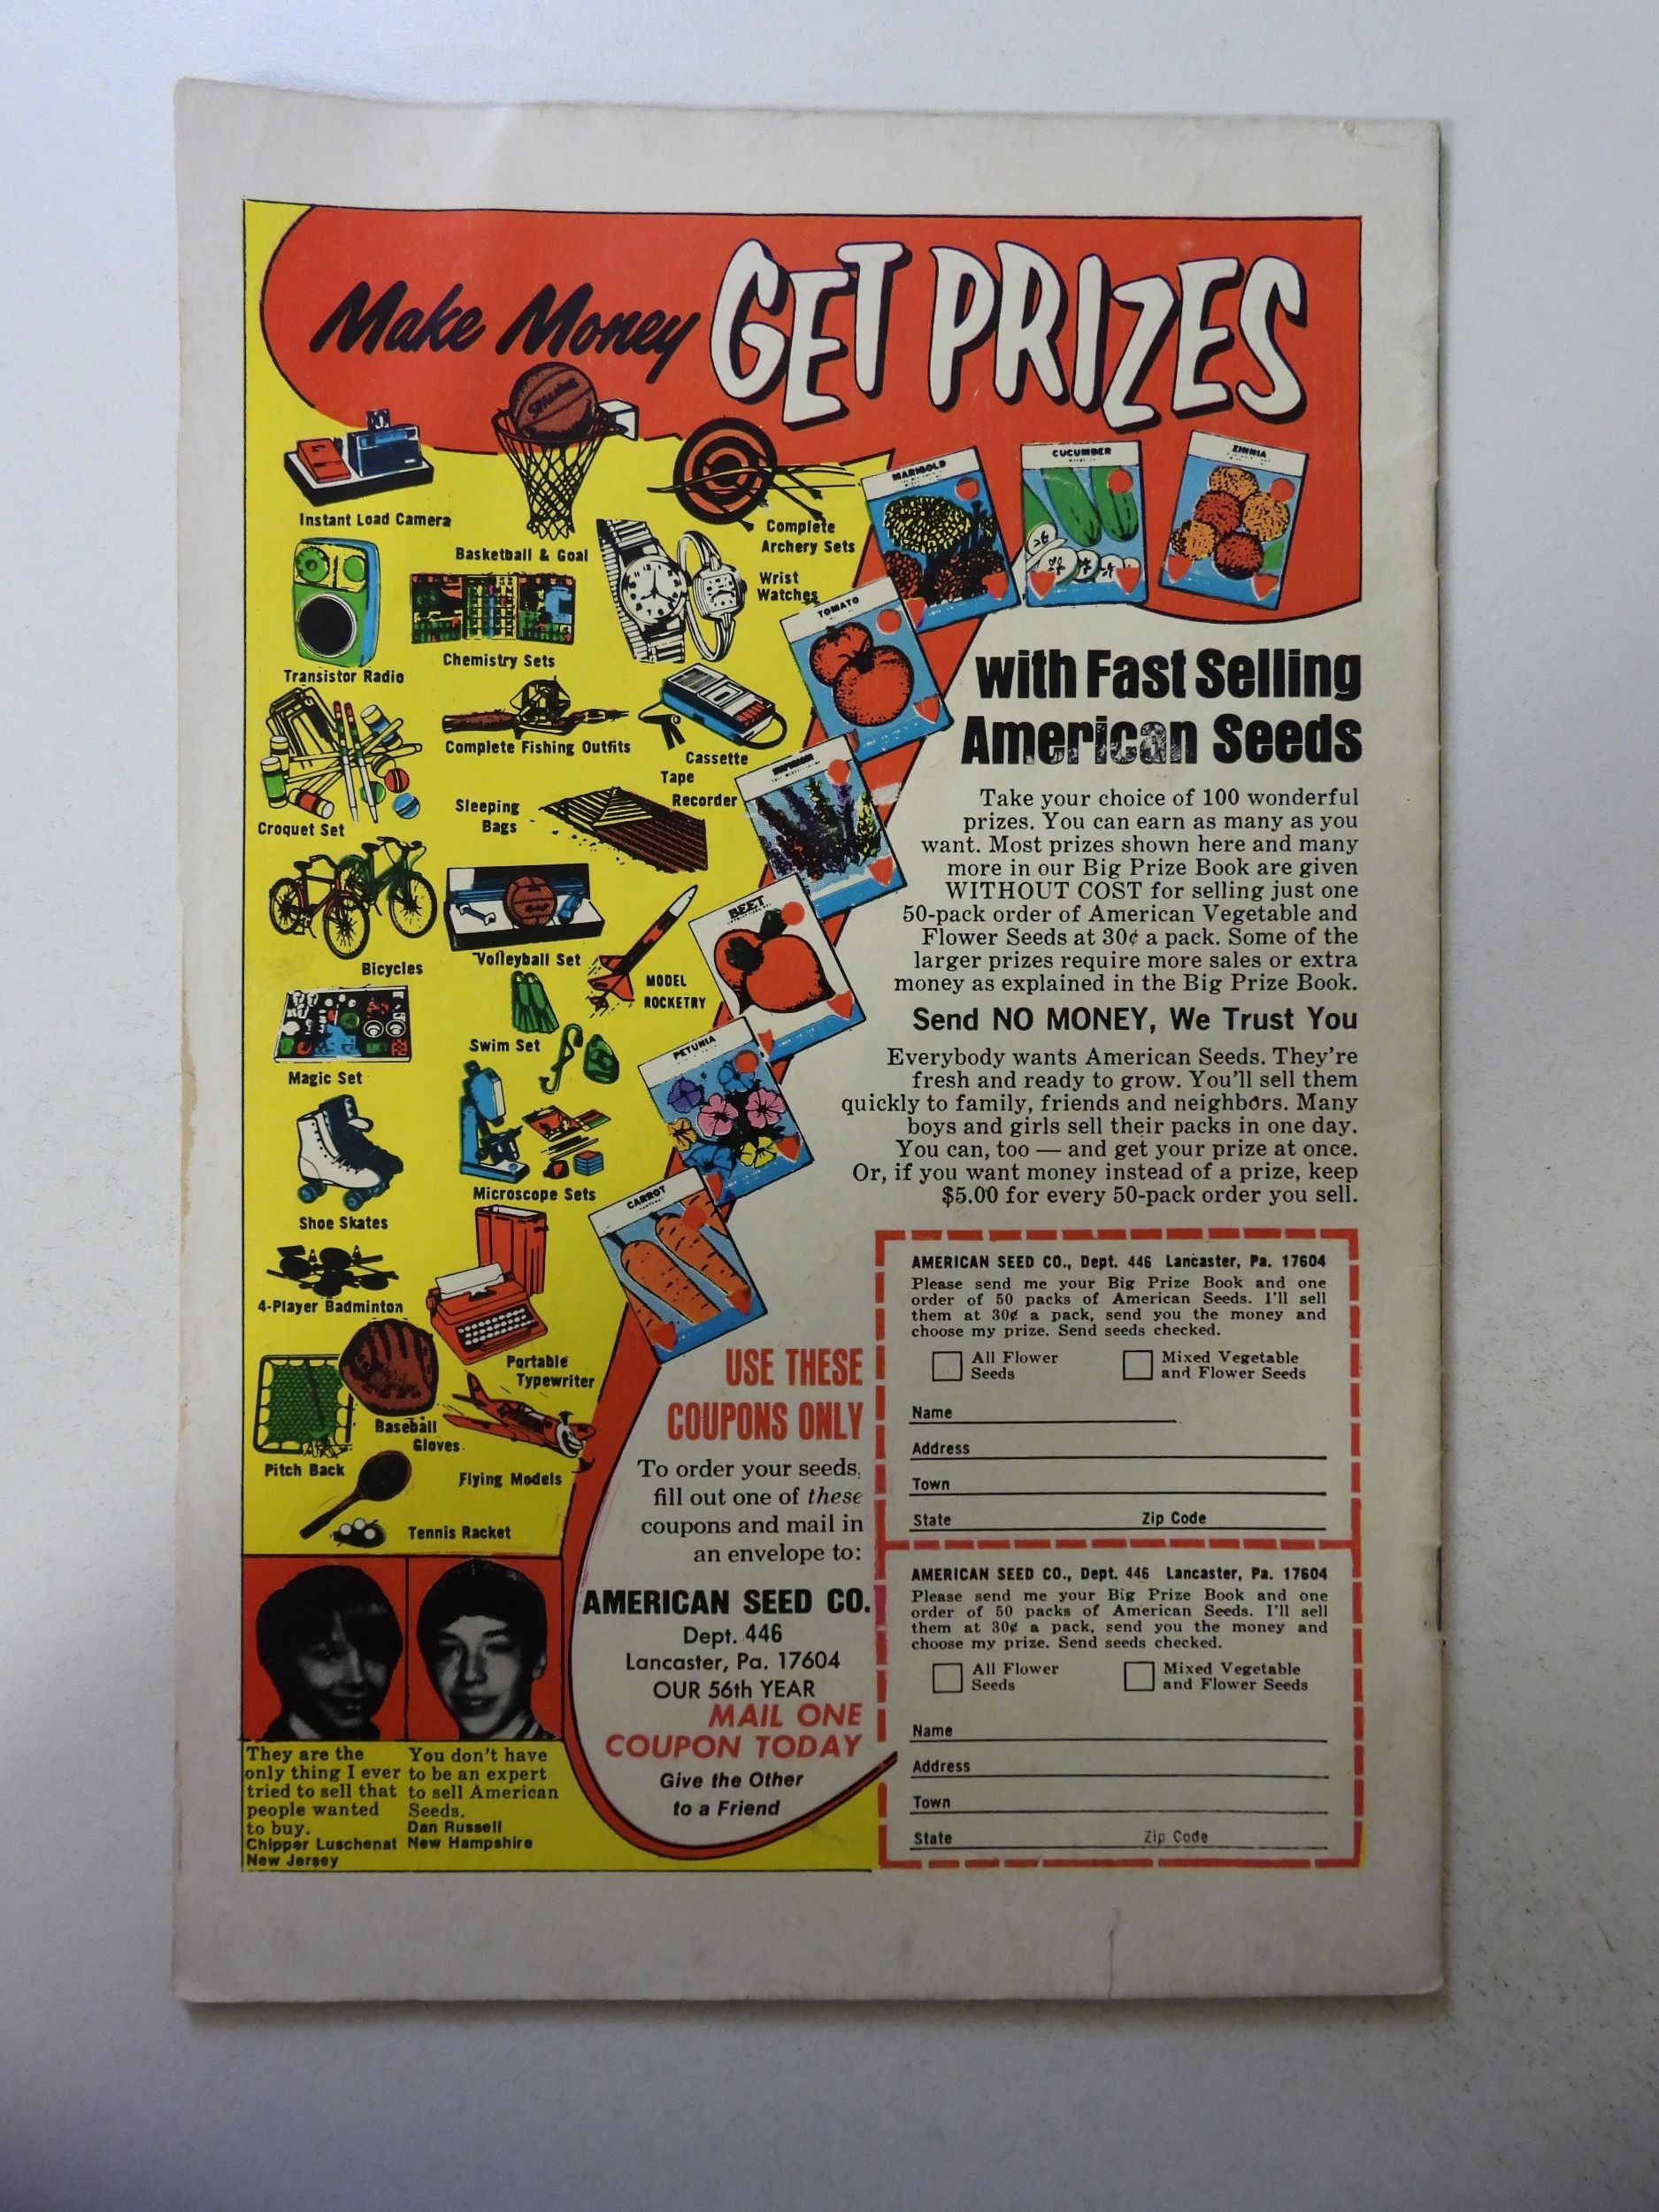 Make Money GET PRIZES
Instant Load Camera
Basketball & Goal
Complete
Archery Sets
Transistor Radio
Chemistry Sets
Wrist
Watches
Croquet Set
Complete Fishing Outfits
Cassette
Tape
Recorder
Sleeping
Bags
Bicycles
Volleyball Set
MODEL
ROCKETRY
Magic Set
Swim Set
Shoe Skates
Microscope Sets
4-Player Badminton
Portable
Typewriter
Pitch Back
Baseball
Gloves
Flying Models
Tennis Racket
MARIGOLD
CUCUMBER
ZINNIA
TOMATO
BEET
PETUNIA
CARROT
with Fast Selling
American Seeds
Take your choice of 100 wonderful
prizes. You can earn as many as you
want. Most prizes shown here and many
more in our Big Prize Book are given
WITHOUT COST for selling just one
50-pack order of American Vegetable and
Flower Seeds at 30¢ a pack. Some of the
larger prizes require more sales or extra
money as explained in the Big Prize Book.
Send NO MONEY, We Trust You
Everybody wants American Seeds. They're
fresh and ready to grow. You'll sell them
quickly to family, friends and neighbors. Many
boys and girls sell their packs in one day.
You can, too — and get your prize at once.
Or, if you want money instead of a prize, keep
$5.00 for every 50-pack order you sell.
USE THESE
COUPONS ONLY
To order your seeds,
fill out one of these
coupons and mail in
an envelope to:
AMERICAN SEED CO.
Dept. 446
Lancaster, Pa. 17604
OUR 56th YEAR
MAIL ONE
COUPON TODAY
Give the Other
to a Friend
AMERICAN SEED CO., Dept. 446 Lancaster, Pa. 17604
Please send me your Big Prize Book and one
order of 50 packs of American Seeds. I'll sell
them at 30¢ a pack, send you the money and
choose my prize. Send seeds checked.
All Flower
Seeds
Mixed Vegetable
and Flower Seeds
Name
Address
Town
State Zip Code
AMERICAN SEED CO., Dept. 446 Lancaster, Pa. 17604
Please send me your Big Prize Book and one
order of 50 packs of American Seeds. I'll sell
them at 30¢ a pack, send you the money and
choose my prize. Send seeds checked.
All Flower
Seeds
Mixed Vegetable
and Flower Seeds
Name
Address
Town
State Zip Code
They are the
only thing I ever
tried to sell that
people wanted
to buy.
Chipper Luschenat
New Jersey
You don't have
to be an expert
to sell American
Seeds.
Dan Russell
New Hampshire